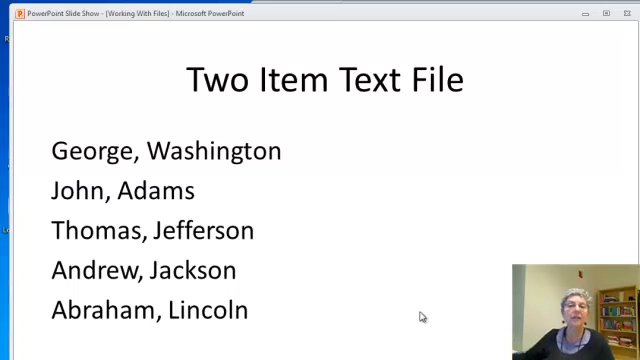 PowerPoint Slide Show - [Working With Files] - Microsoft PowerPoint
Two Item Text File
George, Washington
John, Adams
Thomas, Jefferson
Andrew, Jackson
Abraham, Lincoln